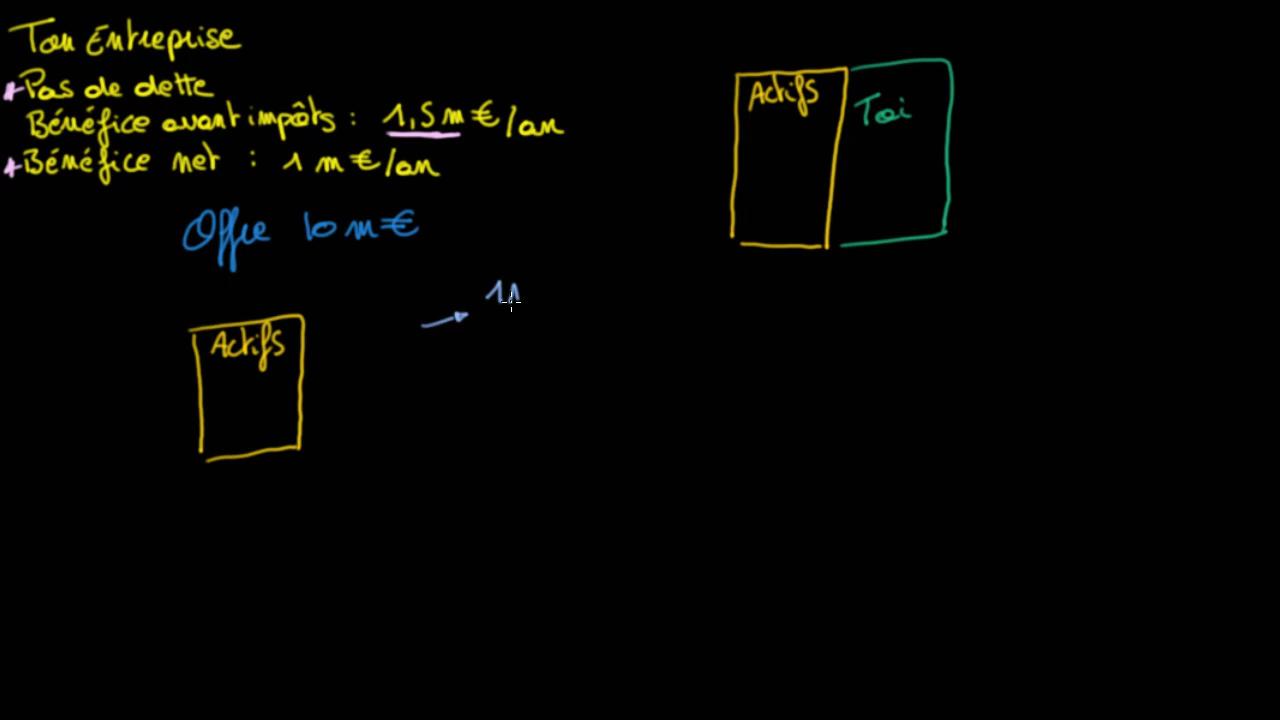 Ton Entreprise
Pas de dette
Bénéfice avant impôts : 1,5 m €/an
Bénéfice net : 1 m €/an
Offre 10 m €
Actifs
Toi
11
Actifs